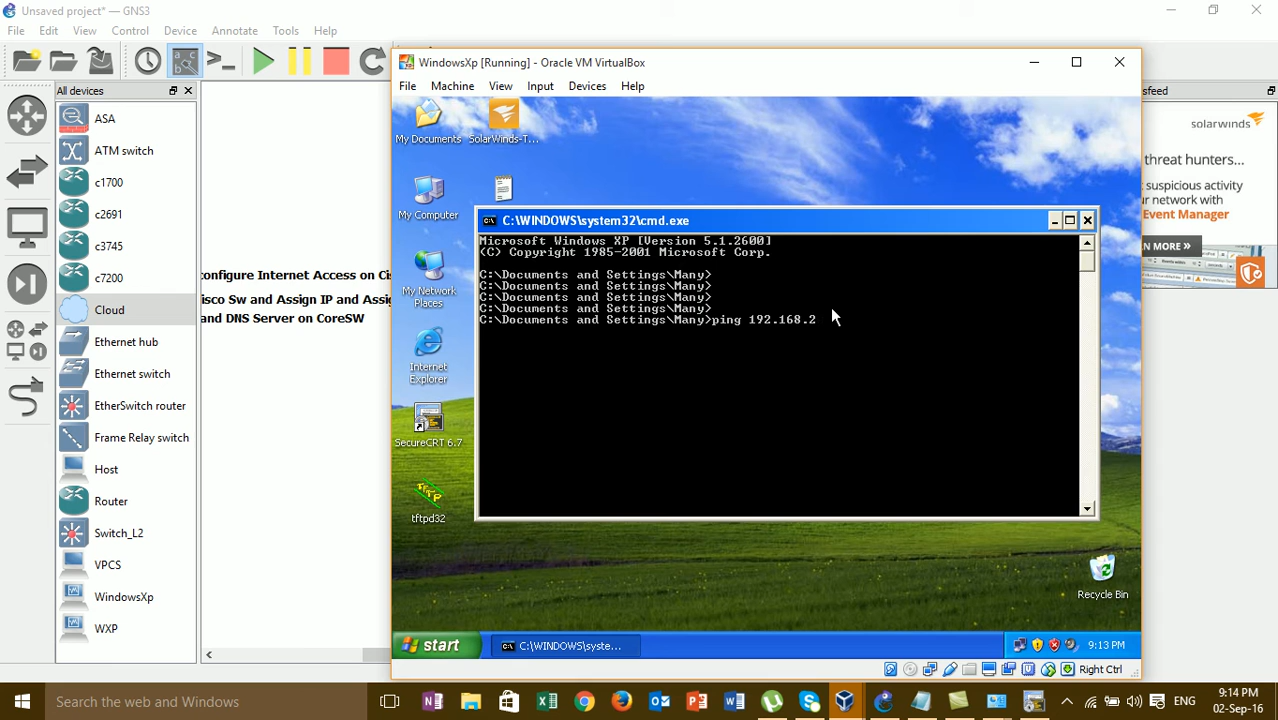 Unsaved project* — GNS3
File Edit View Control Device Annotate Tools Help
All devices
ASA
ATM switch
c1700
c2691
c3745
c7200
Cloud
Ethernet hub
Ethernet switch
EtherSwitch router
Frame Relay switch
Host
Router
Switch_L2
VPCS
WindowsXp
WXP
configure Internet Access on Cis
isco Sw and Assign IP and Assig
and DNS Server on CoreSW
WindowsXp [Running] - Oracle VM VirtualBox
File Machine View Input Devices Help
My Documents
SolarWinds-T...
My Computer
My Network
Places
Internet
Explorer
SecureCRT 6.7
tftpd32
Recycle Bin
C:\WINDOWS\system32\cmd.exe
Microsoft Windows XP [Version 5.1.2600]
(C) Copyright 1985-2001 Microsoft Corp.
C:\Documents and Settings\Many>
C:\Documents and Settings\Many>
C:\Documents and Settings\Many>
C:\Documents and Settings\Many>
C:\Documents and Settings\Many>ping 192.168.2
start
C:\WINDOWS\syste...
9:13 PM
Right Ctrl
sfeed
solarwinds
threat hunters...
suspicious activity
ur network with
Event Manager
N MORE »
Search the web and Windows
ENG
9:14 PM
02-Sep-16